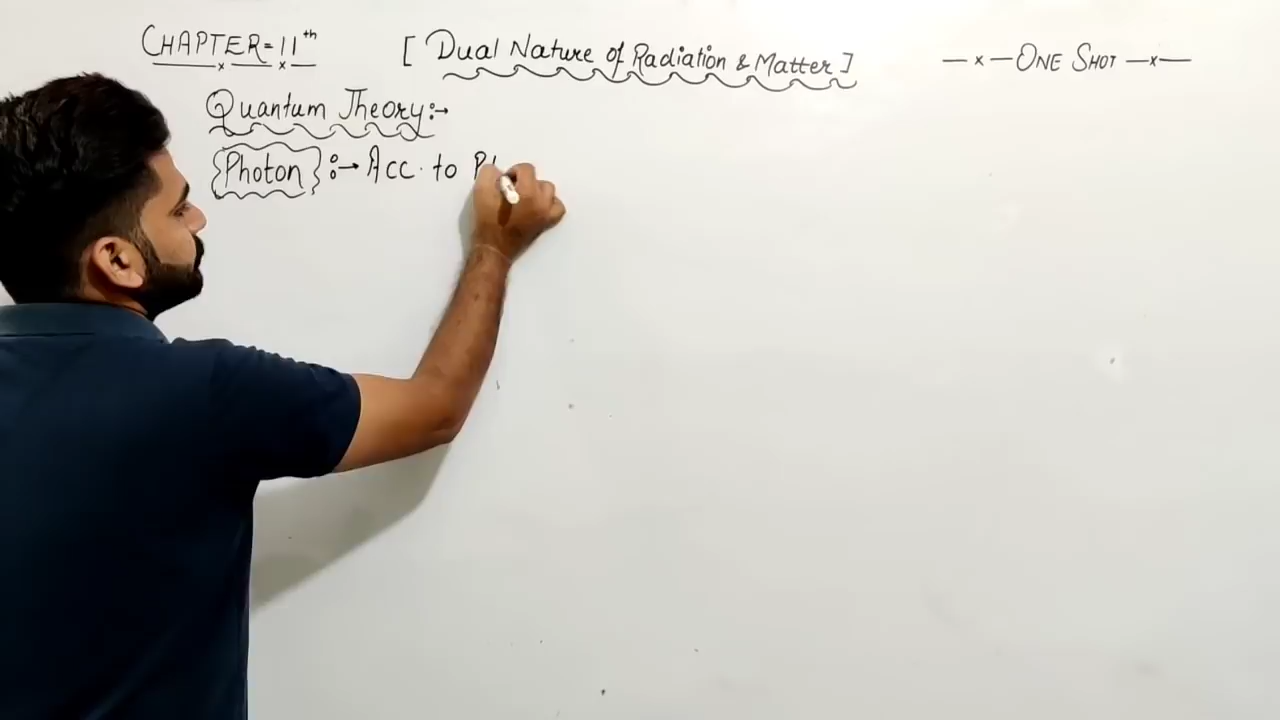 CHAPTER=11th [Dual Nature of Radiation & Matter] —x—ONE SHOT—x—
Quantum Theory:→
Photon :→ Acc. to